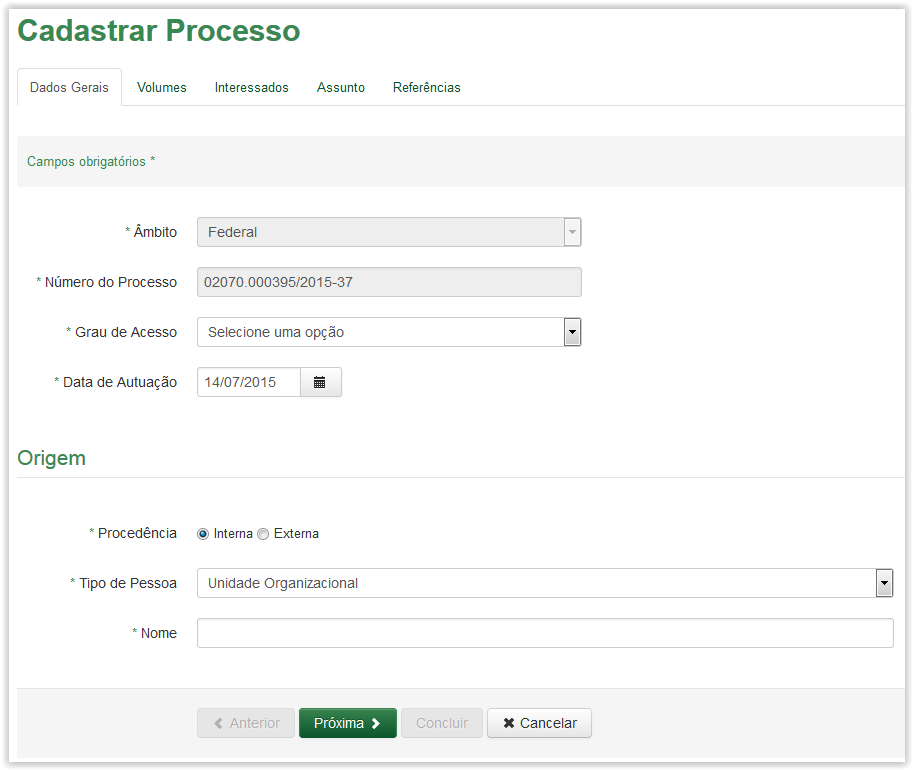 Cadastrar Processo
Dados Gerais Volumes Interessados Assunto Referências
Campos obrigatórios *
* Âmbito Federal
* Número do Processo 02070.000395/2015-37
* Grau de Acesso Selecione uma opção
* Data de Autuação 14/07/2015
Origem
* Procedência Interna Externa
* Tipo de Pessoa Unidade Organizacional
* Nome
Anterior Próxima Concluir Cancelar